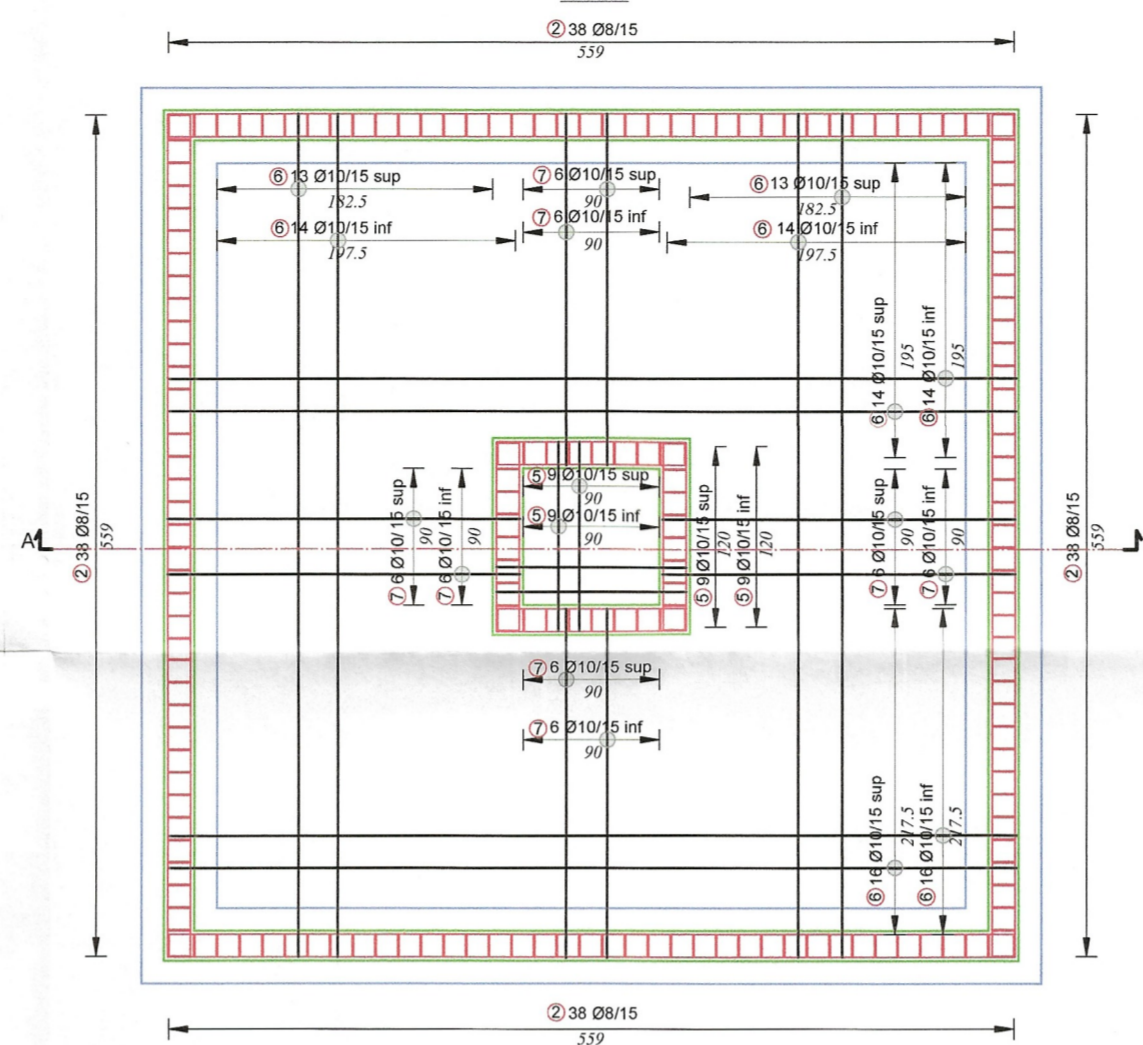 ② 38 Ø8/15
559
⑥ 13 Ø10/15 sup
182.5
⑦ 6 Ø10/15 sup
90
⑥ 13 Ø10/15 sup
182.5
⑥ 14 Ø10/15 inf
197.5
⑦ 6 Ø10/15 inf
90
⑥ 14 Ø10/15 inf
197.5
⑥ 14 Ø10/15 sup
195
⑥ 14 Ø10/15 inf
195
② 38 Ø8/15
559
⑦ 6 Ø10/15 sup
90
⑦ 6 Ø10/15 inf
90
⑤ 9 Ø10/15 sup
90
⑤ 9 Ø10/15 inf
90
⑤ 9 Ø10/15 sup
120
⑤ 9 Ø10/15 inf
120
⑦ 6 Ø10/15 sup
90
⑦ 6 Ø10/15 inf
90
② 38 Ø8/15
559
A1
⑦ 6 Ø10/15 sup
90
⑦ 6 Ø10/15 inf
90
⑥ 16 Ø10/15 sup
217.5
⑥ 16 Ø10/15 inf
217.5
② 38 Ø8/15
559